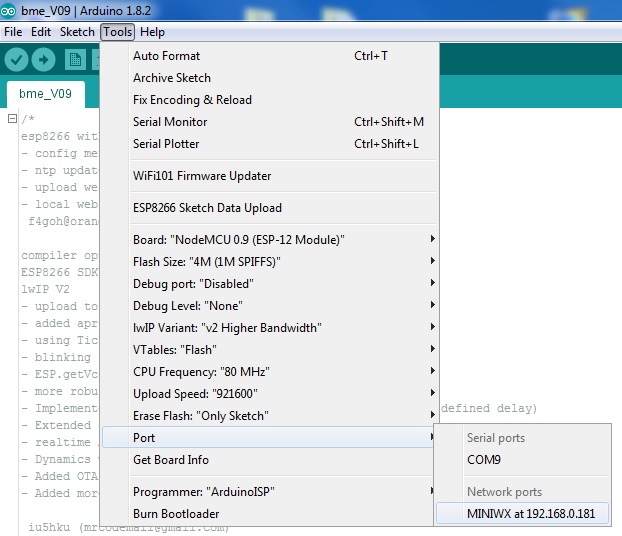 bme_V09 | Arduino 1.8.2
File Edit Sketch Tools Help
bme_V09
Auto Format Ctrl+T
Archive Sketch
Fix Encoding & Reload
Serial Monitor Ctrl+Shift+M
Serial Plotter Ctrl+Shift+L
WiFi101 Firmware Updater
ESP8266 Sketch Data Upload
Board: "NodeMCU 0.9 (ESP-12 Module)"
Flash Size: "4M (1M SPIFFS)"
Debug port: "Disabled"
Debug Level: "None"
lwIP Variant: "v2 Higher Bandwidth"
VTables: "Flash"
CPU Frequency: "80 MHz"
Upload Speed: "921600"
Erase Flash: "Only Sketch"
Port
Get Board Info
Programmer: "ArduinoISP"
Burn Bootloader
Serial ports
COM9
Network ports
MINIWX at 192.168.0.181
/*
esp8266 wit
- config me
- ntp updat
- upload we
- local web
f4goh@oran
compiler op
ESP8266 SDK
lwIP V2
- upload to
- added apr
- using Tic
- blinking
- ESP.getVc
- more robu
- Implement defined delay)
- Extended
- realtime
- Dynamics
- Added OTA
- Added mor
iu5hku (mrcodemail@gmail.com)